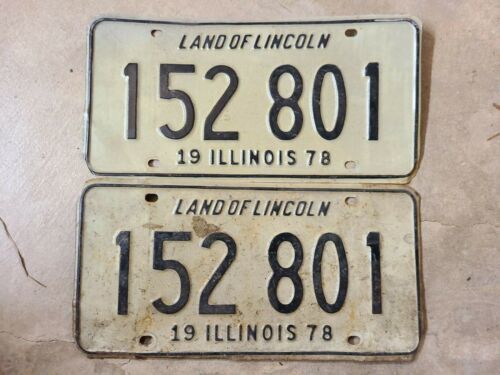 LAND OF LINCOLN
152 801
19 ILLINOIS 78
LAND OF LINCOLN
152 801
19 ILLINOIS 78